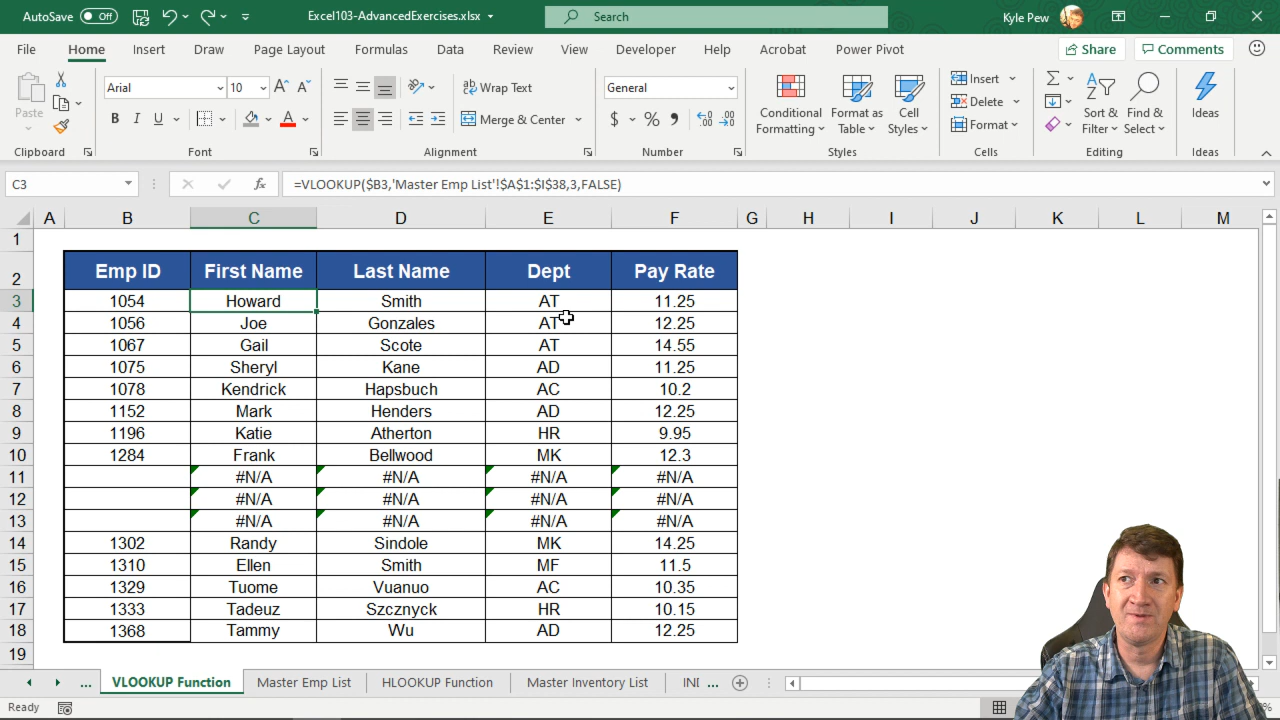 AutoSave Off Excel103-AdvancedExercises.xlsx Search Kyle Pew
File Home Insert Draw Page Layout Formulas Data Review View Developer Help Acrobat Power Pivot Share Comments
Paste Arial 10 Wrap Text General Conditional Formatting Format as Table Cell Styles Insert Sort & Filter Find & Select Ideas
B I U A Merge & Center $ % Delete
Format
Clipboard Font Alignment Number Styles Cells Editing Ideas
C3 fx =VLOOKUP($B3,'Master Emp List'!$A$1:$I$38,3,FALSE)
A B C D E F G H I J K L M
1
2 Emp ID First Name Last Name Dept Pay Rate
3 1054 Howard Smith AT 11.25
4 1056 Joe Gonzales AT 12.25
5 1067 Gail Scote AT 14.55
6 1075 Sheryl Kane AD 11.25
7 1078 Kendrick Hapsbuch AC 10.2
8 1152 Mark Henders AD 12.25
9 1196 Katie Atherton HR 9.95
10 1284 Frank Bellwood MK 12.3
11 #N/A #N/A #N/A #N/A
12 #N/A #N/A #N/A #N/A
13 #N/A #N/A #N/A #N/A
14 1302 Randy Sindole MK 14.25
15 1310 Ellen Smith MF 11.5
16 1329 Tuome Vuanuo AC 10.35
17 1333 Tadeuz Szcznyck HR 10.15
18 1368 Tammy Wu AD 12.25
19
... VLOOKUP Function Master Emp List HLOOKUP Function Master Inventory List INI ...
Ready %